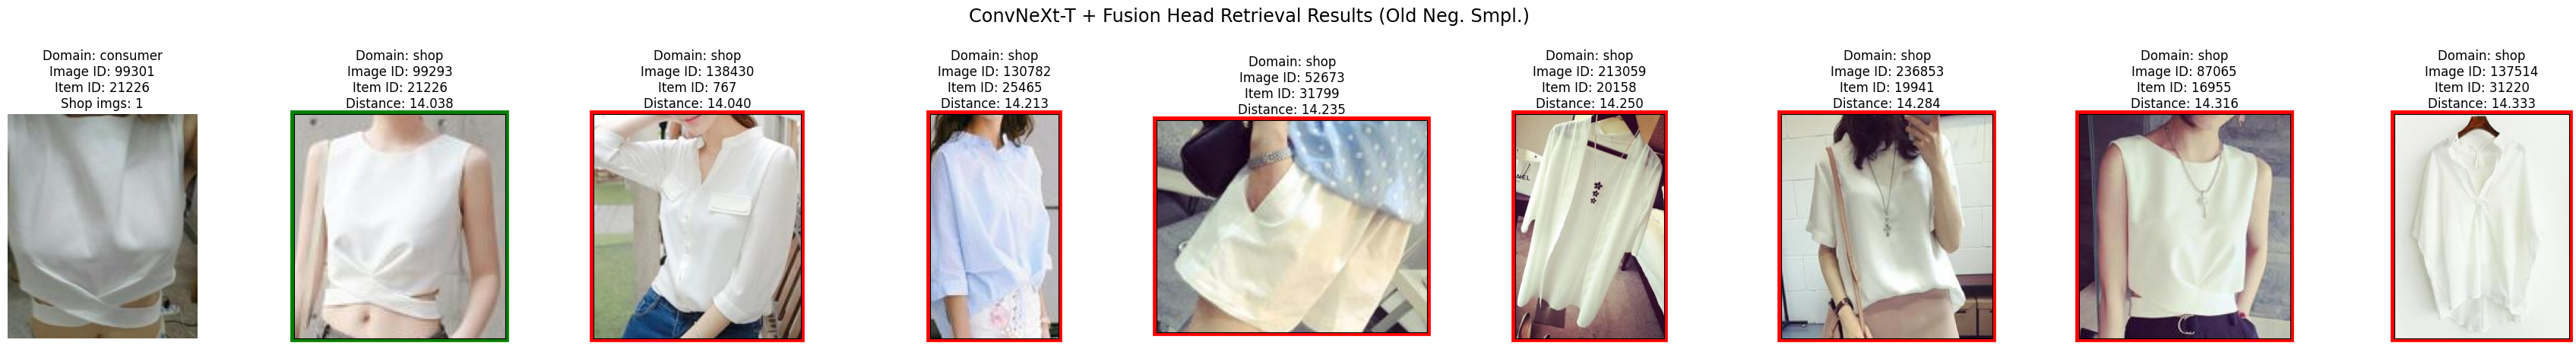 ConvNeXt-T + Fusion Head Retrieval Results (Old Neg. Smpl.)
Domain: consumer
Image ID: 99301
Item ID: 21226
Shop imgs: 1
Domain: shop
Image ID: 99293
Item ID: 21226
Distance: 14.038
Domain: shop
Image ID: 138430
Item ID: 767
Distance: 14.040
Domain: shop
Image ID: 130782
Item ID: 25465
Distance: 14.213
Domain: shop
Image ID: 52673
Item ID: 31799
Distance: 14.235
Domain: shop
Image ID: 213059
Item ID: 20158
Distance: 14.250
Domain: shop
Image ID: 236853
Item ID: 19941
Distance: 14.284
Domain: shop
Image ID: 87065
Item ID: 16955
Distance: 14.316
Domain: shop
Image ID: 137514
Item ID: 31220
Distance: 14.333